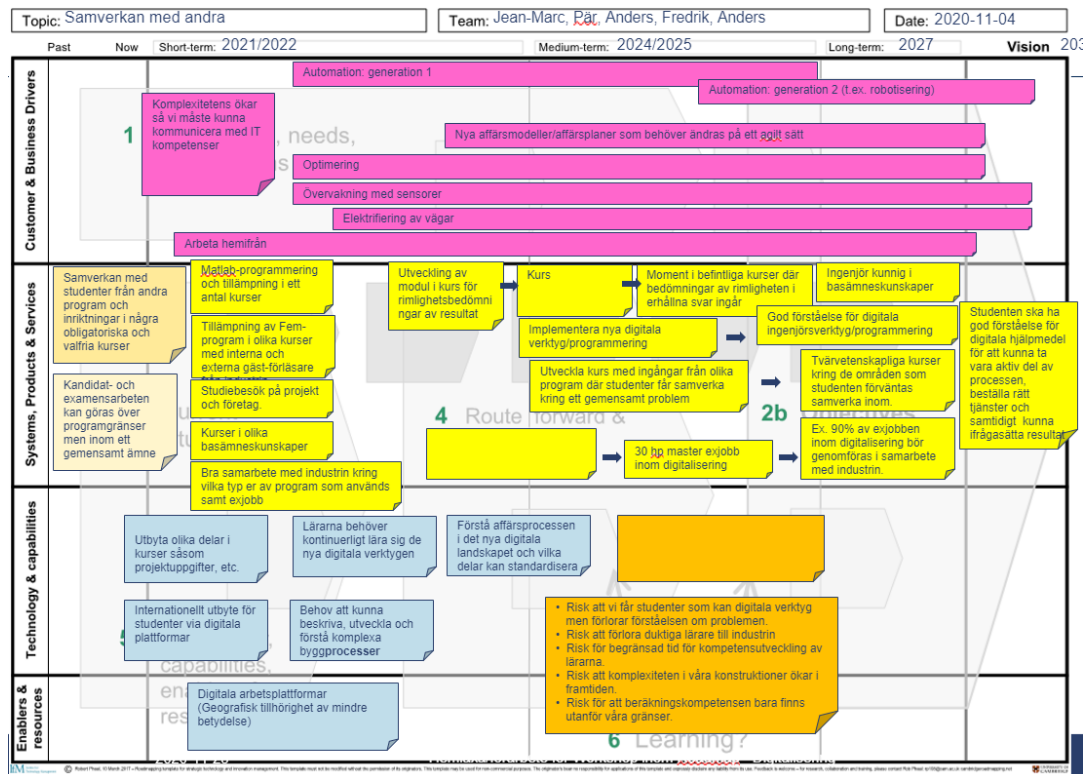 Topic: Samverkan med andra
Team: Jean-Marc, Pär, Anders, Fredrik, Anders
Date: 2020-11-04
Past
Now
Short-term: 2021/2022
Medium-term: 2024/2025
Long-term: 2027
Vision 203
Customer & Business Drivers
Automation: generation 1
Automation: generation 2 (t.ex. robotisering)
Komplexitetens ökar
så vi måste kunna
kommunicera med IT
kompetenser
1
needs,
Nya affärsmodeller/affärsplaner som behöver ändras på ett agilt sätt
Optimering
Övervakning med sensorer
Elektrifiering av vägar
Arbeta hemifrån
Systems, Products & Services
Samverkan med
studenter från andra
program och
inriktningar i några
obligatoriska och
valfria kurser
Kandidat- och
examensarbeten
kan göras över
programgränser
men inom ett
gemensamt ämne
Matlab-programmering
och tillämpning i ett
antal kurser
Tillämpning av Fem-
program i olika kurser
med interna och
externa gäst-förläsare
Studiebesök på projekt
och företag.
Kurser i olika
basämneskunskaper
Bra samarbete med industrin kring
vilka typ er av program som används
samt exjobb
Utveckling av
modul i kurs för
rimlighetsbedömni
ngar av resultat
Kurs
Moment i befintliga kurser där
bedömningar av rimligheten i
erhållna svar ingår
Ingenjör kunnig i
basämneskunskaper
Implementera nya digitala
verktyg/programmering
God förståelse för digitala
ingenjörsverktyg/programmering
Utveckla kurs med ingångar från olika
program där studenter får samverka
kring ett gemensamt problem
Tvärvetenskapliga kurser
kring de områden som
studenten förväntas
samverka inom.
Studenten ska ha
god förståelse för
digitala hjälpmedel
för att kunna ta
vara aktiv del av
processen,
beställa rätt
tjänster och
samtidigt kunna
ifrågasätta resultat
4 Route forward &
2b Objectives
30 hp master exjobb
inom digitalisering
Ex. 90% av exjobben
inom digitalisering bör
genomföras i samarbete
med industrin.
Technology & capabilities
Utbyta olika delar i
kurser såsom
projektuppgifter, etc.
Lärarna behöver
kontinuerligt lära sig de
nya digitala verktygen
Förstå affärsprocessen
i det nya digitala
landskapet och vilka
delar kan standardisera
Internationellt utbyte för
studenter via digitala
plattformar
Behov att kunna
beskriva, utveckla och
förstå komplexa
byggprocesser
capabilities,
• Risk att vi får studenter som kan digitala verktyg
men förlorar förståelsen om problemen.
• Risk att förlora duktiga lärare till industrin
• Risk för begränsad tid för kompetensutveckling av
lärarna.
• Risk att komplexiteten i våra konstruktioner ökar i
framtiden.
• Risk för att beräkningskompetensen bara finns
utanför våra gränser.
Enablers &
resources
Digitala arbetsplattformar
(Geografisk tillhörighet av mindre
betydelse)
6 Learning?